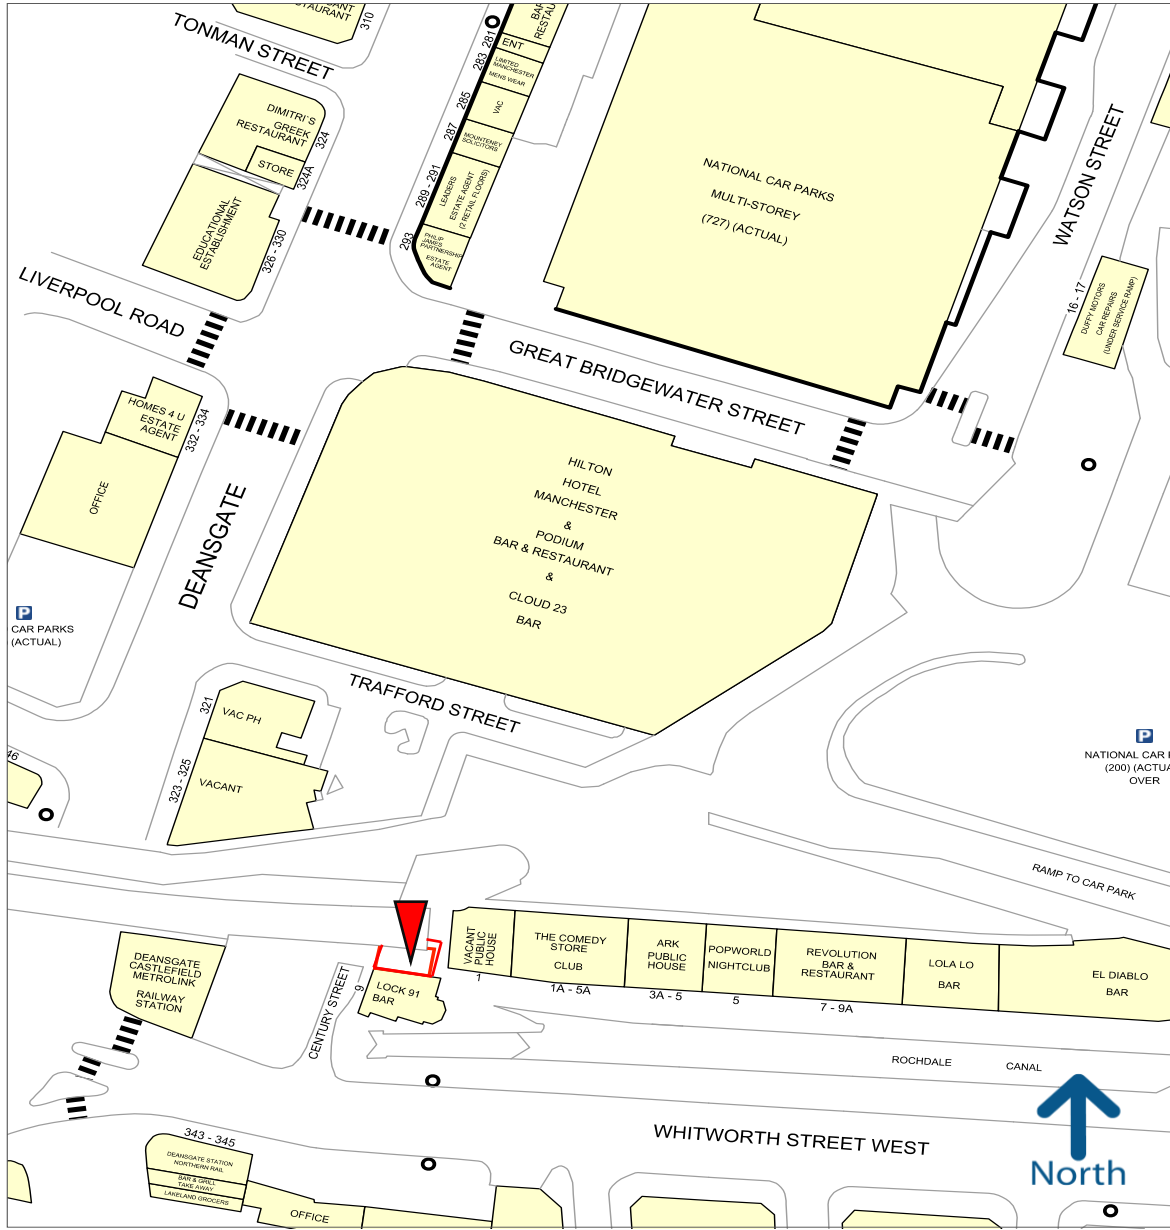 TONMAN STREET
RESTAURANT
310
281
BAR
ENT
283
LIMITED
MANCHESTER
MENS WEAR
285
VAC
287
MOUNTENEY
SOLICITORS
289 - 291
LEADERS
ESTATE AGENT
(2 RETAIL FLOORS)
293
PHILIP
JAMES
PARTNERSHIP
ESTATE
AGENT
DIMITRI`S
GREEK
RESTAURANT
324
STORE
324A
EDUCATIONAL
ESTABLISHMENT
326 - 330
NATIONAL CAR PARKS
MULTI-STOREY
(727) (ACTUAL)
WATSON STREET
16 - 17
DUFFY MOTORS
CAR REPAIRS
(UNDER SERVICE RAMP)
LIVERPOOL ROAD
GREAT BRIDGEWATER STREET
HOMES 4 U
ESTATE
AGENT
332 - 334
OFFICE
DEANSGATE
HILTON
HOTEL
MANCHESTER
&
PODIUM
BAR & RESTAURANT
&
CLOUD 23
BAR
P
CAR PARKS
(ACTUAL)
TRAFFORD STREET
321
VAC PH
323 - 325
VACANT
46
P
NATIONAL CAR
(200) (ACTUA
OVER
RAMP TO CAR PARK
DEANSGATE
CASTLEFIELD
METROLINK
RAILWAY
STATION
CENTURY STREET
9
LOCK 91
BAR
VACANT
PUBLIC
HOUSE
1
THE COMEDY
STORE
CLUB
1A - 5A
ARK
PUBLIC
HOUSE
3A - 5
POPWORLD
NIGHTCLUB
5
REVOLUTION
BAR &
RESTAURANT
7 - 9A
LOLA LO
BAR
EL DIABLO
BAR
ROCHDALE CANAL
WHITWORTH STREET WEST
North
343 - 345
DEANSGATE STATION
NORTHERN RAIL
BAR & GRILL
TAKE AWAY
LAKELAND GROCERS
OFFICE